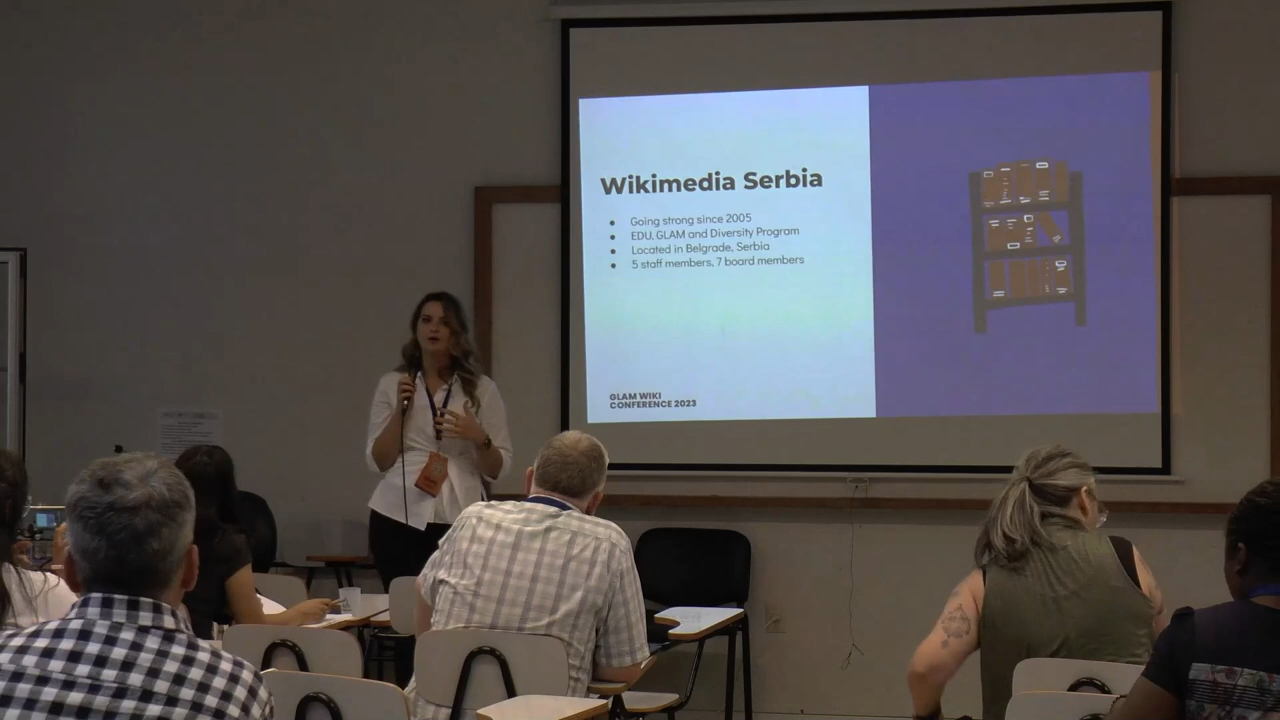 Wikimedia Serbia
● Going strong since 2005
● EDU, GLAM and Diversity Program
● Located in Belgrade, Serbia
● 5 staff members, 7 board members
GLAM WIKI
CONFERENCE 2023